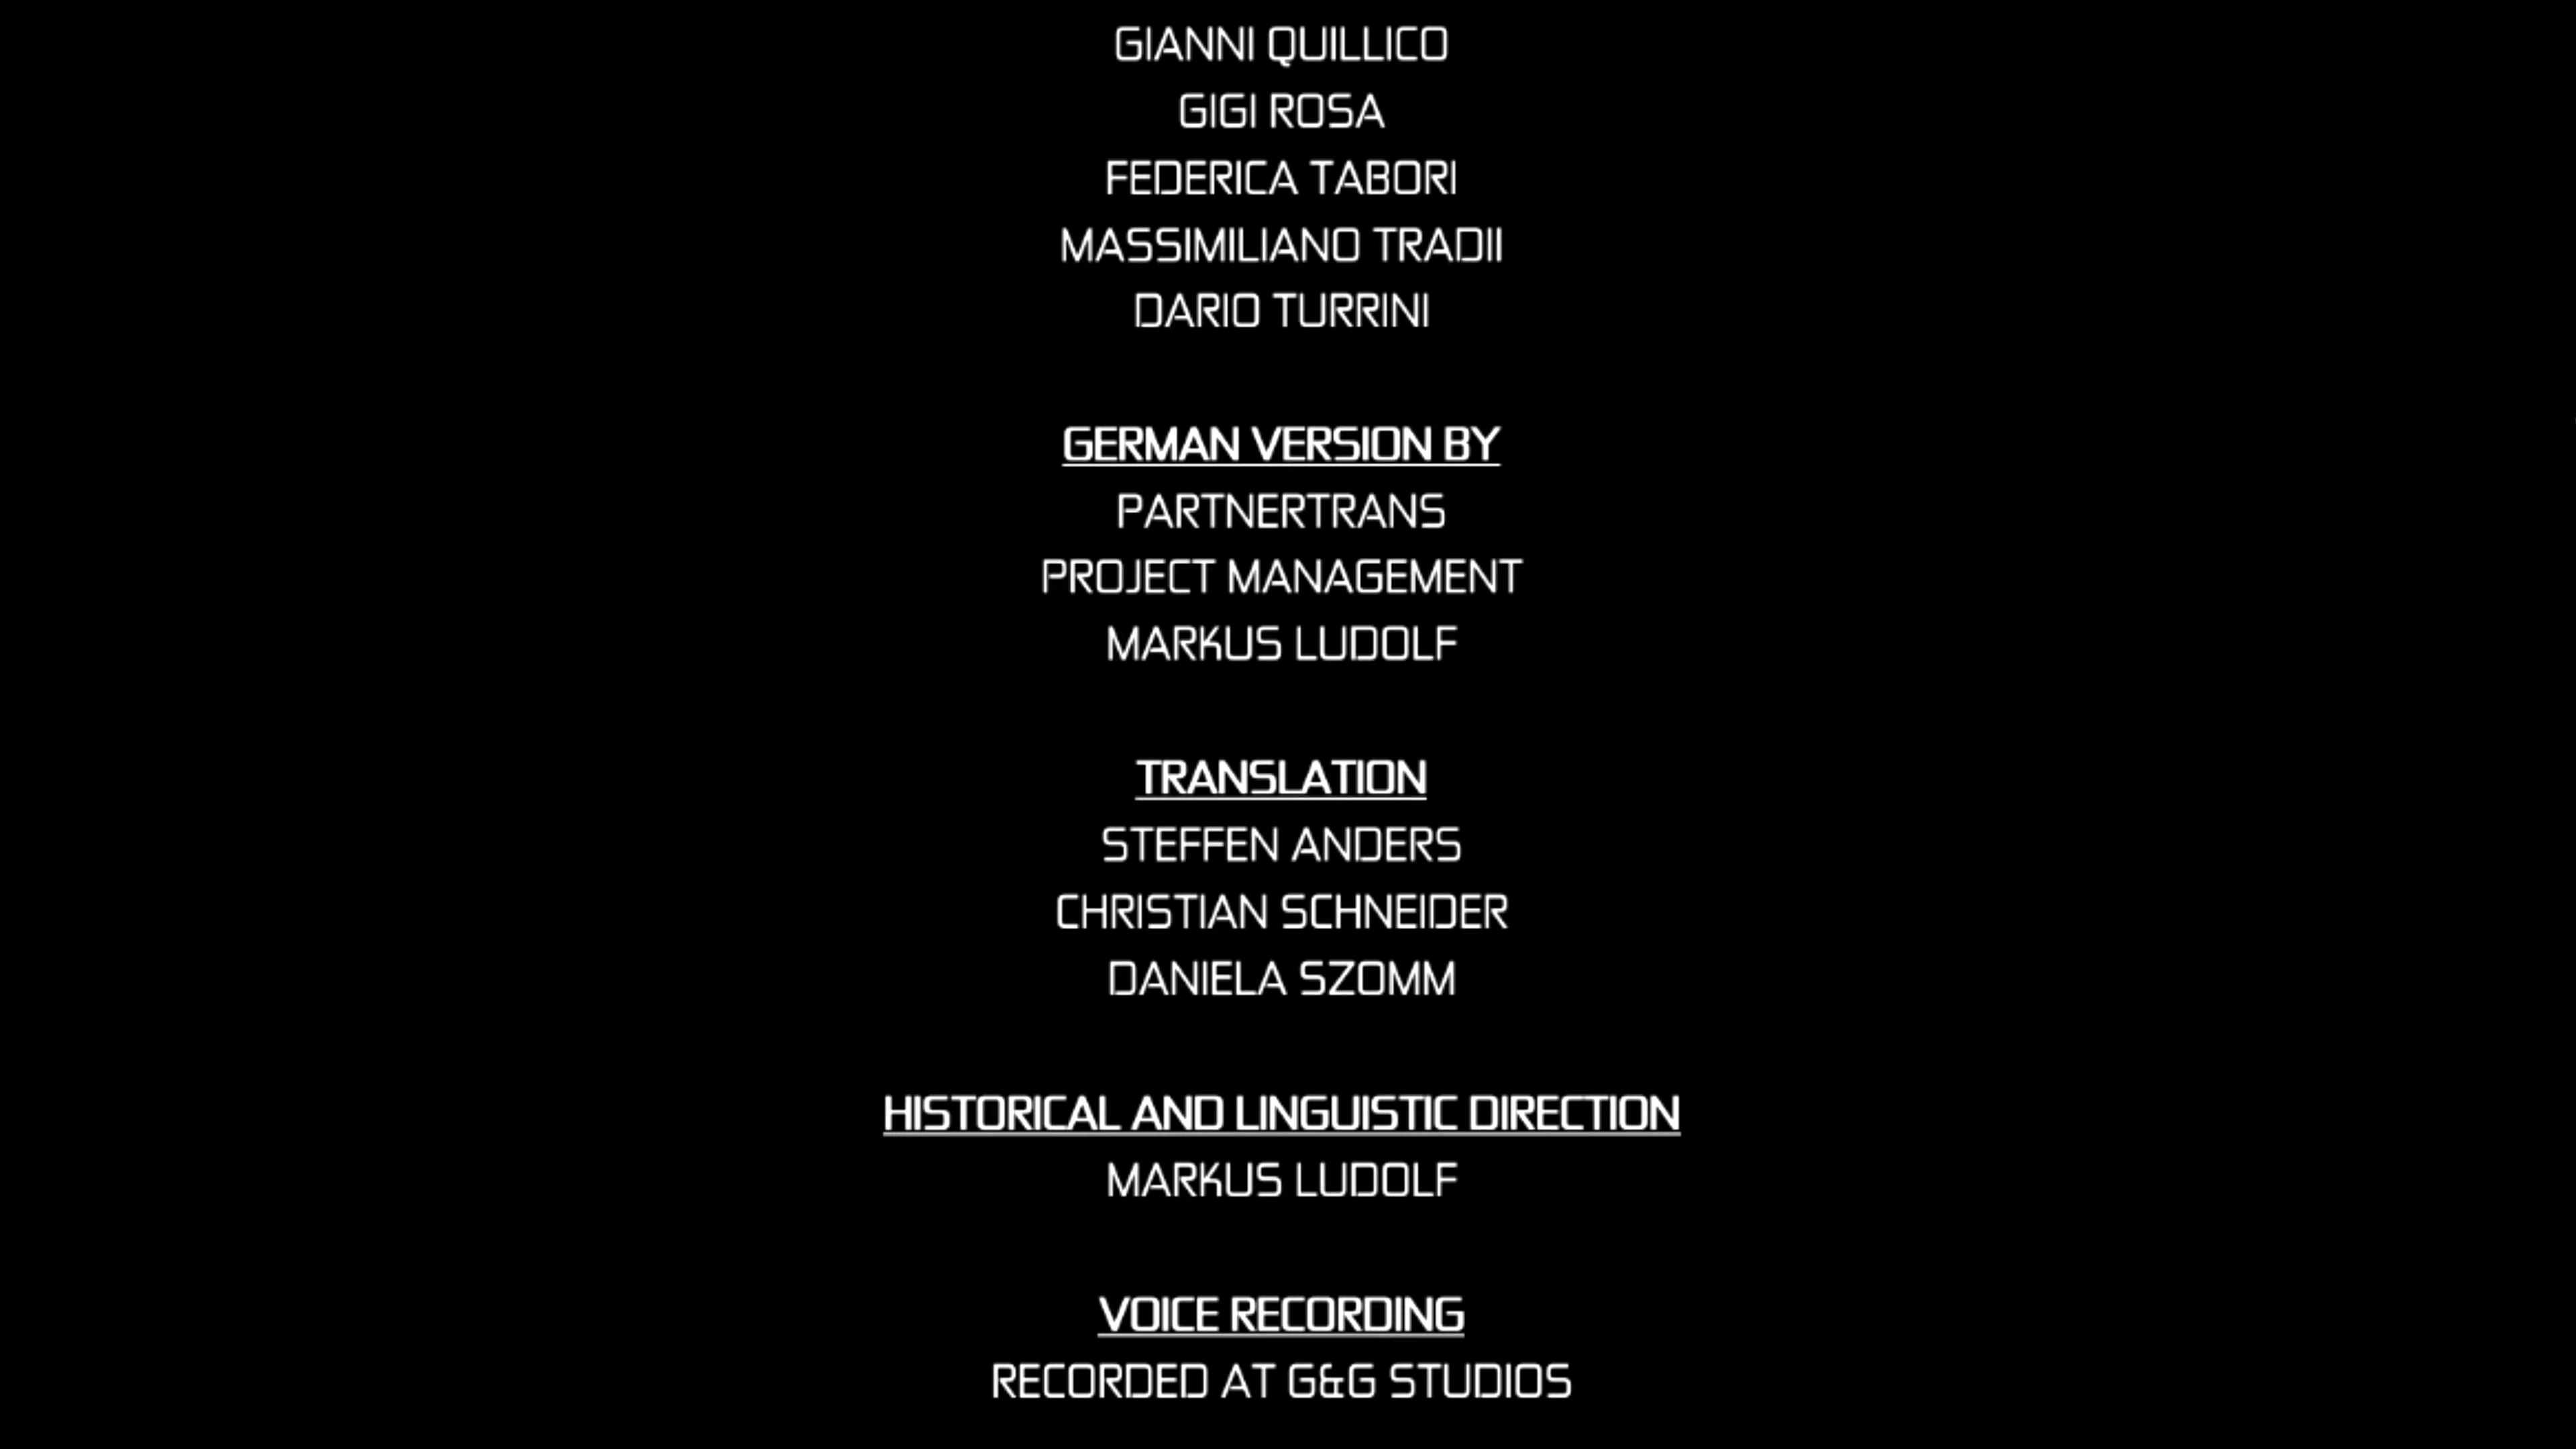 GIANNI QUILLICO
GIGI ROSA
FEDERICA TABORI
MASSIMILIANO TRADII
DARIO TURRINI
GERMAN VERSION BY
PARTNERTRANS
PROJECT MANAGEMENT
MARKUS LUDOLF
TRANSLATION
STEFFEN ANDERS
CHRISTIAN SCHNEIDER
DANIELA SZOMM
HISTORICAL AND LINGUISTIC DIRECTION
MARKUS LUDOLF
VOICE RECORDING
RECORDED AT G&G STUDIOS